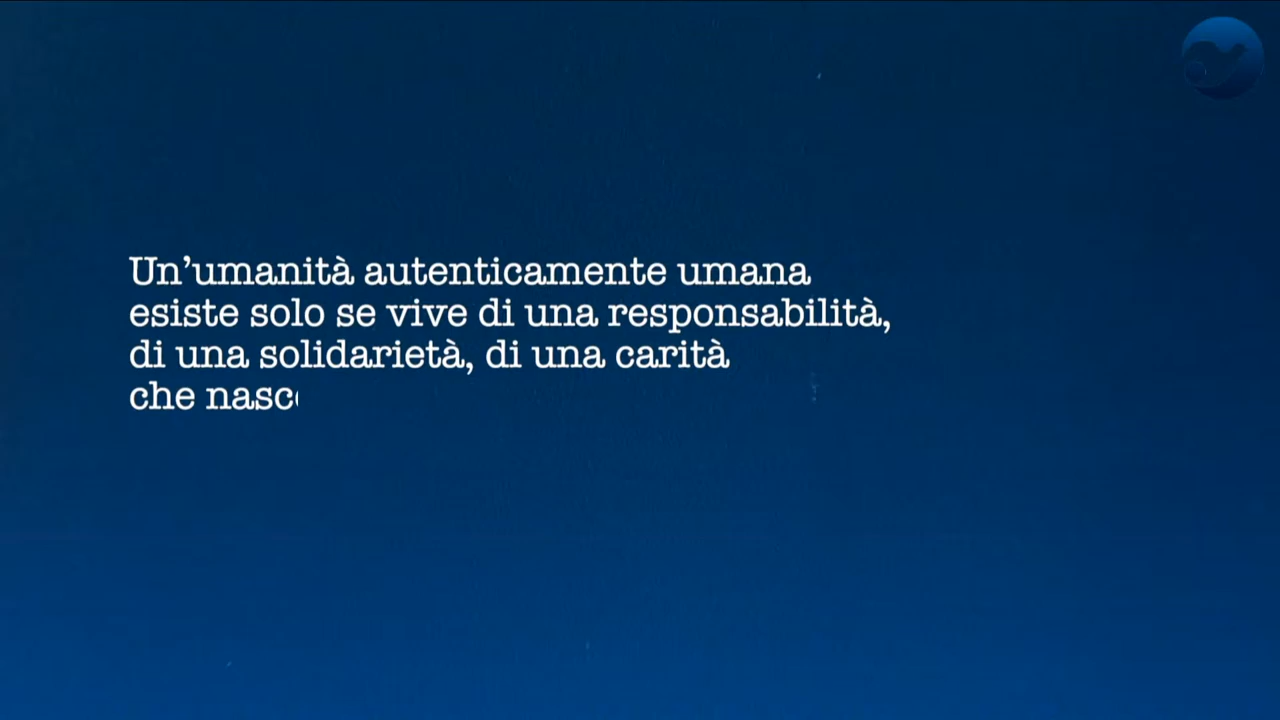 Un’umanità autenticamente umana
esiste solo se vive di una responsabilità,
di una solidarietà, di una carità
che nasc